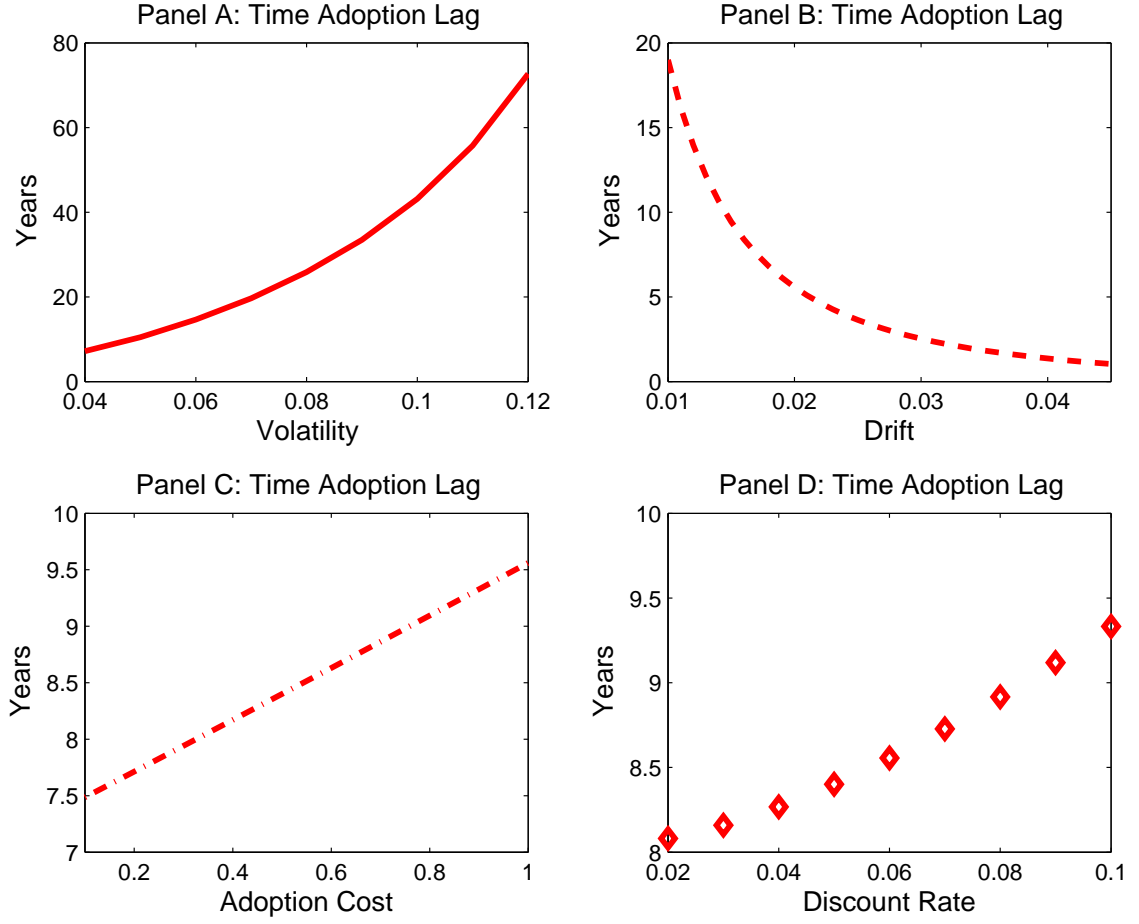 Panel A: Time Adoption Lag
80
60
40
20
0
Years
0.04 0.06 0.08 0.1 0.12
Volatility
Panel B: Time Adoption Lag
20
15
10
5
0
Years
0.01 0.02 0.03 0.04
Drift
Panel C: Time Adoption Lag
10
9.5
9
8.5
8
7.5
7
Years
0.2 0.4 0.6 0.8 1
Adoption Cost
Panel D: Time Adoption Lag
10
9.5
9
8.5
8
Years
0.02 0.04 0.06 0.08 0.1
Discount Rate